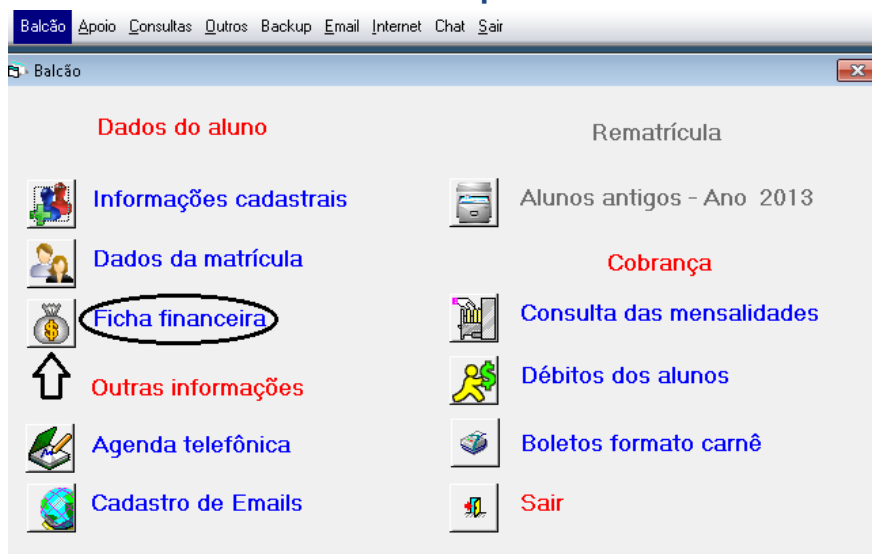 Balcão Apoio Consultas Outros Backup Email Internet Chat Sair
Balcão
Dados do aluno
Informações cadastrais
Dados da matrícula
Ficha financeira
Outras informações
Agenda telefônica
Cadastro de Emails
Rematrícula
Alunos antigos - Ano 2013
Cobrança
Consulta das mensalidades
Débitos dos alunos
Boletos formato carnê
Sair